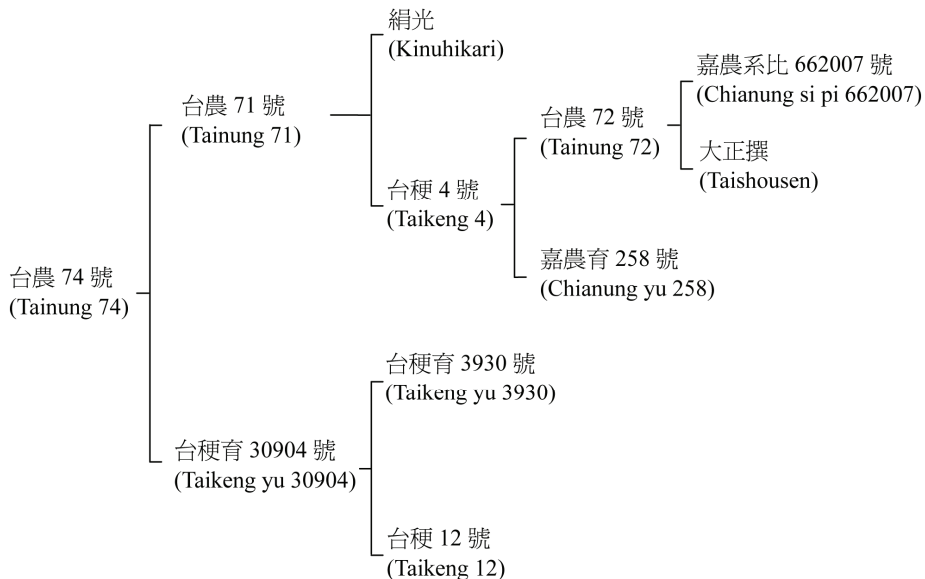 絹光
(Kinuhikari)
嘉農系比 662007 號
(Chianung si pi 662007)
台農 71 號
(Tainung 71)
台農 72 號
(Tainung 72)
大正撰
(Taishousen)
台稉 4 號
(Taikeng 4)
嘉農育 258 號
(Chianung yu 258)
台農 74 號
(Tainung 74)
台稉育 3930 號
(Taikeng yu 3930)
台稉育 30904 號
(Taikeng yu 30904)
台稉 12 號
(Taikeng 12)